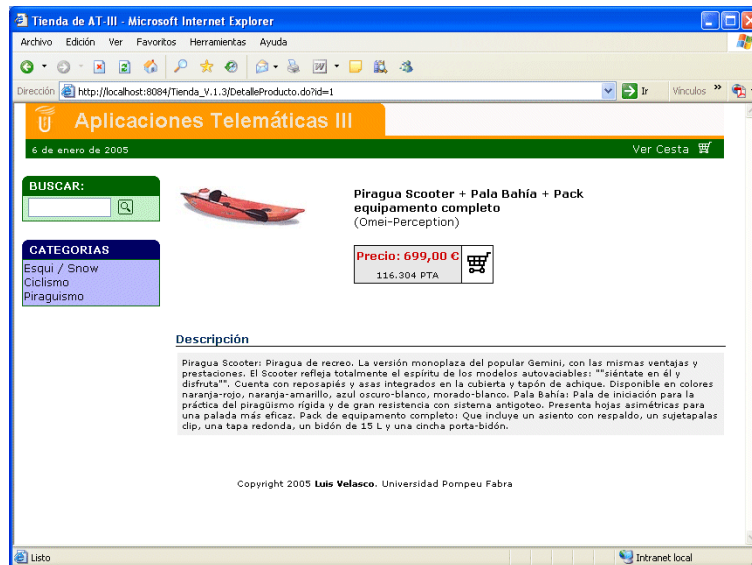 Tienda de AT-III - Microsoft Internet Explorer
Archivo Edición Ver Favoritos Herramientas Ayuda
Dirección http://localhost:8084/Tienda_V.1.3/DetalleProducto.do?id=1 Ir Vínculos »
Aplicaciones Telemáticas III
6 de enero de 2005 Ver Cesta
BUSCAR:
CATEGORIAS
Esqui / Snow
Ciclismo
Piraguismo
Piragua Scooter + Pala Bahía + Pack
equipamento completo
(Omei-Perception)
Precio: 699,00 €
116.304 PTA
Descripción
Piragua Scooter: Piragua de recreo. La versión monoplaza del popular Gemini, con las mismas ventajas y
prestaciones. El Scooter refleja totalmente el espíritu de los modelos autovaciables: ""siéntate en él y
disfruta"". Cuenta con reposapiés y asas integrados en la cubierta y tapón de achique. Disponible en colores
naranja-rojo, naranja-amarillo, azul oscuro-blanco, morado-blanco. Pala Bahía: Pala de iniciación para la
práctica del piragüismo rígida y de gran resistencia con sistema antigoteo. Presenta hojas asimétricas para
una palada más eficaz. Pack de equipamento completo: Que incluye un asiento con respaldo, un sujetapalas
clip, una tapa redonda, un bidón de 15 L y una cincha porta-bidón.
Copyright 2005 Luis Velasco. Universidad Pompeu Fabra
Listo Intranet local